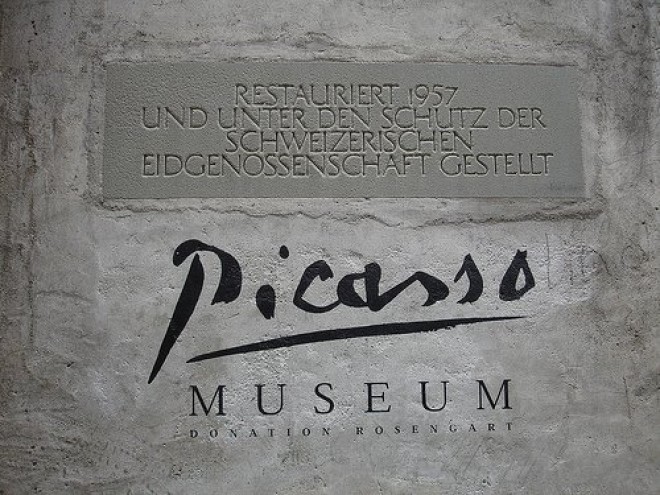 RESTAURIERT 1957
UND UNTER DEN SCHUTZ DER
SCHWEIZERISCHEN
EIDGENOSSENSCHAFT GESTELLT
Picasso
MUSEUM
DONATION ROSENGART